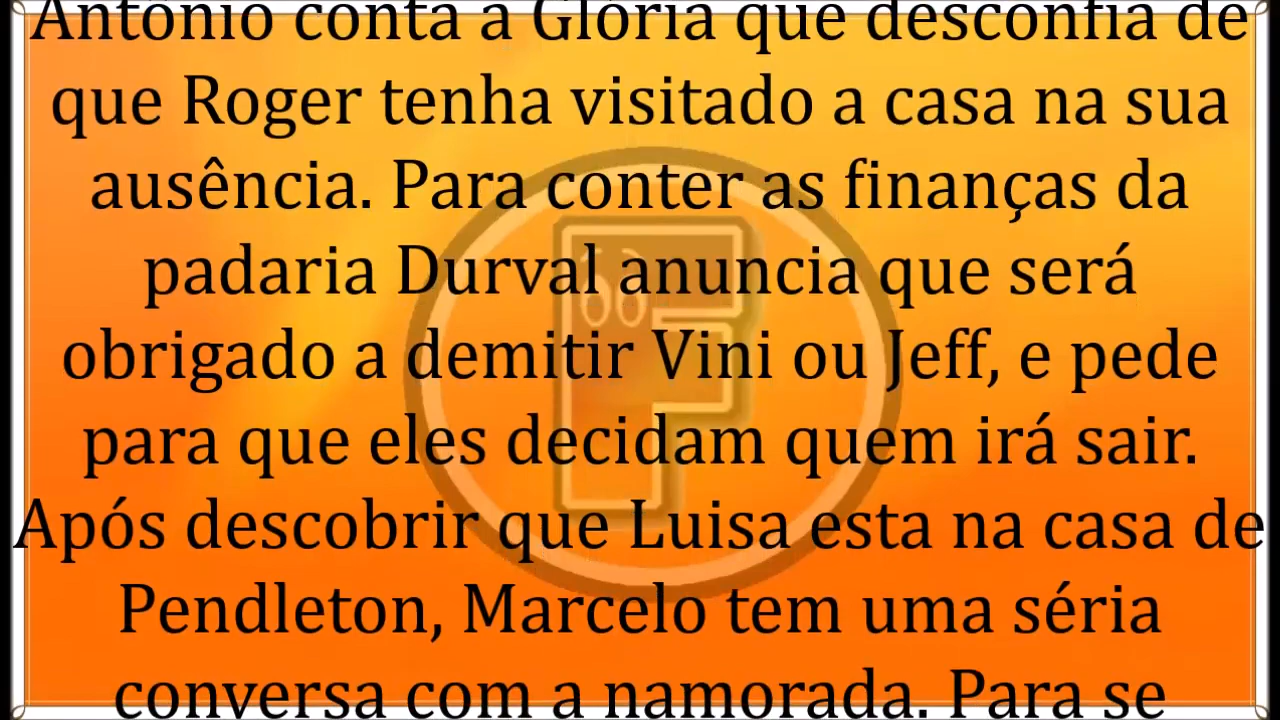 Antônio conta a Glória que desconfia de
que Roger tenha visitado a casa na sua
ausência. Para conter as finanças da
padaria Durval anuncia que será
obrigado a demitir Vini ou Jeff, e pede
para que eles decidam quem irá sair.
Após descobrir que Luisa esta na casa de
Pendleton, Marcelo tem uma séria
conversa com a namorada. Para se